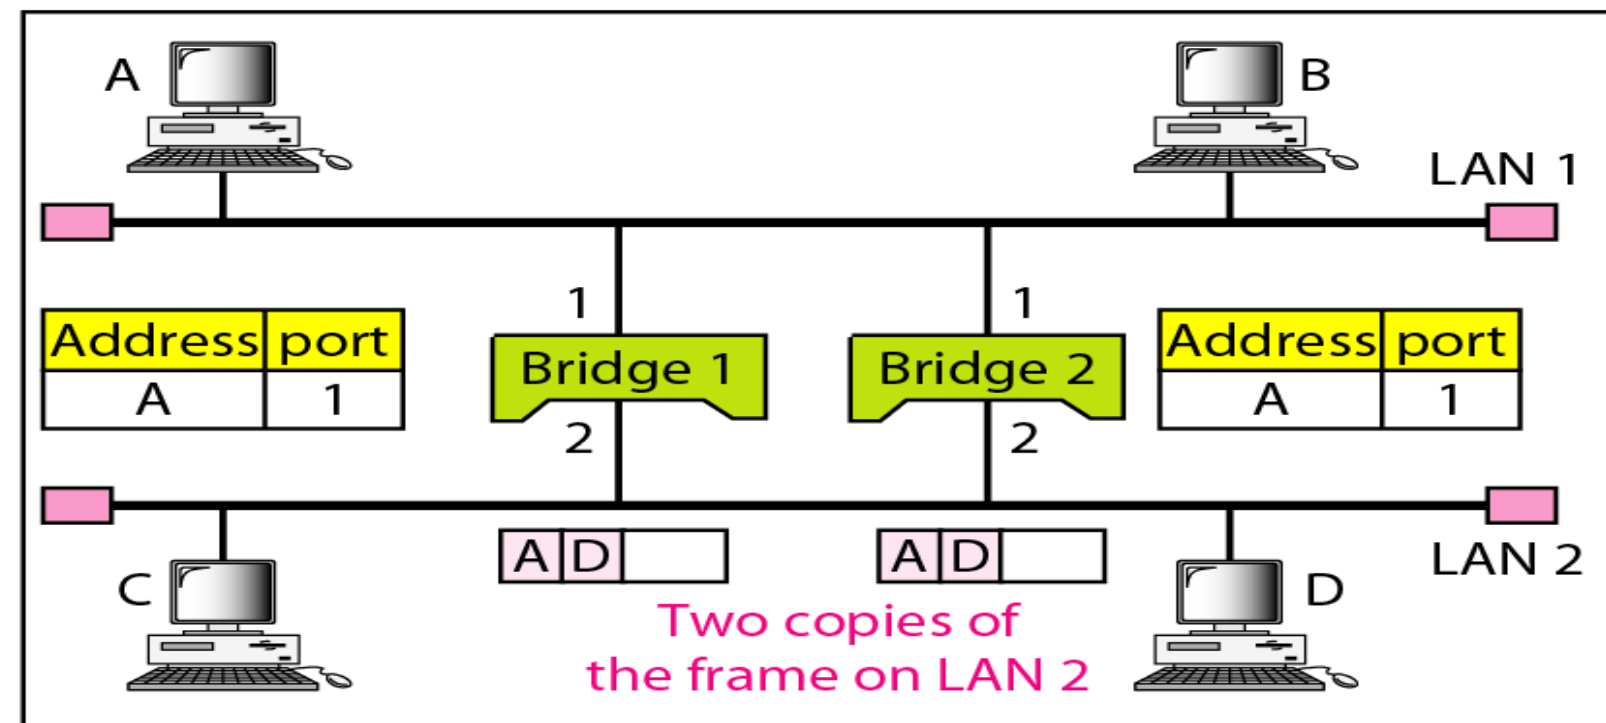 A
B
LAN 1
1
1
Address port
A 1
Bridge 1
Bridge 2
Address port
A 1
2
2
A D
A D
LAN 2
C
D
Two copies of
the frame on LAN 2